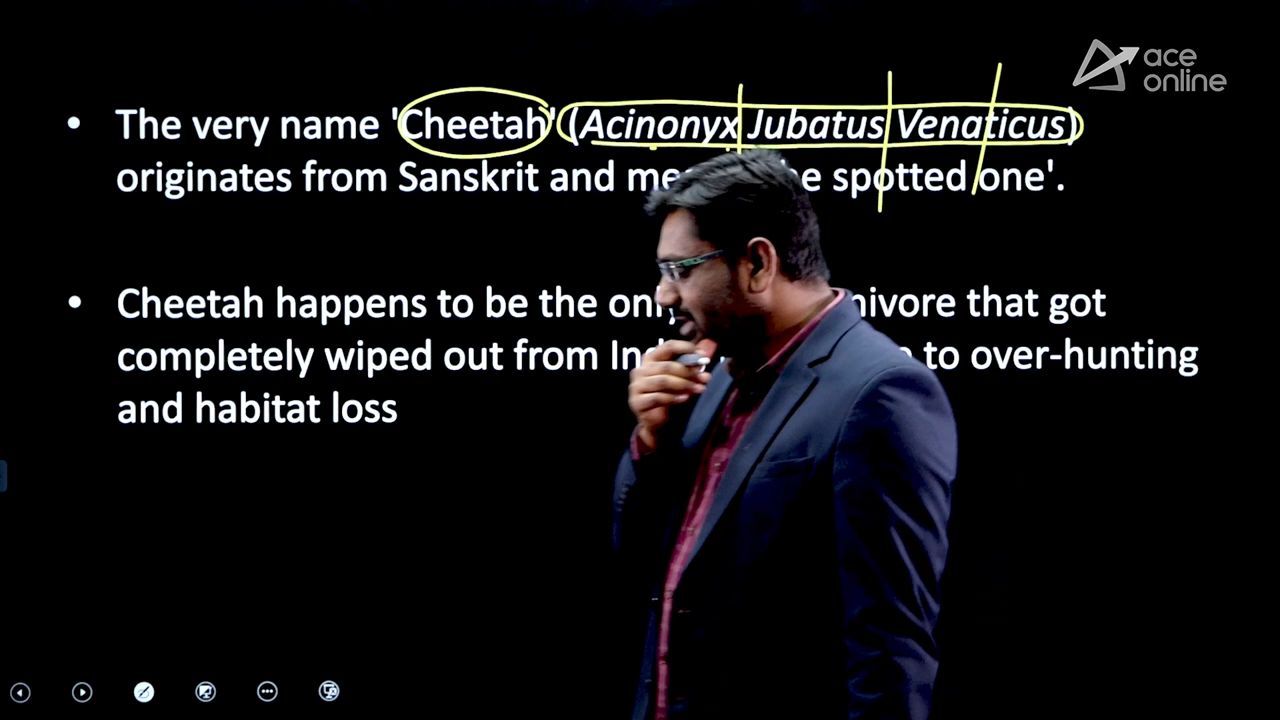 ace
online
• The very name 'Cheetah' (Acinonyx Jubatus Venaticus)
originates from Sanskrit and spotted one'.
• Cheetah happens to be the that got
completely wiped out from to over-hunting
and habitat loss